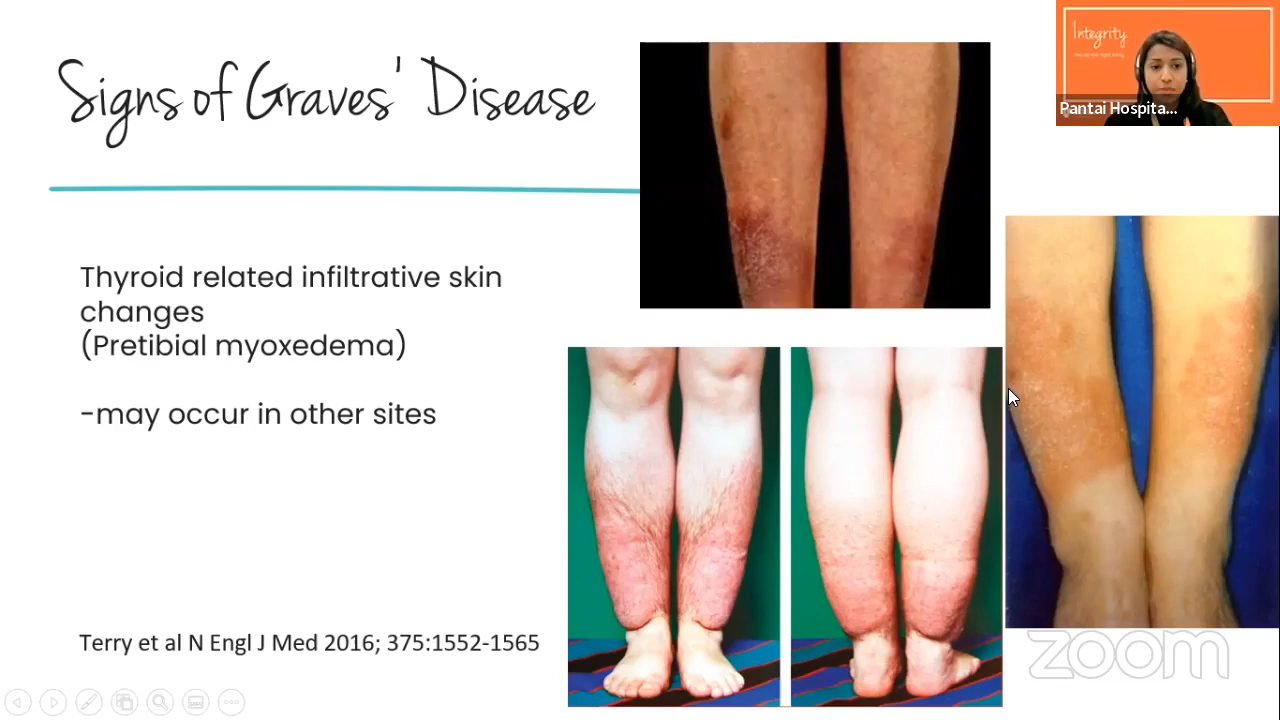 Signs of Graves' Disease
Integrity
Pantai Hospita...
Thyroid related infiltrative skin
changes
(Pretibial myoxedema)
-may occur in other sites
Terry et al N Engl J Med 2016; 375:1552-1565
zoom